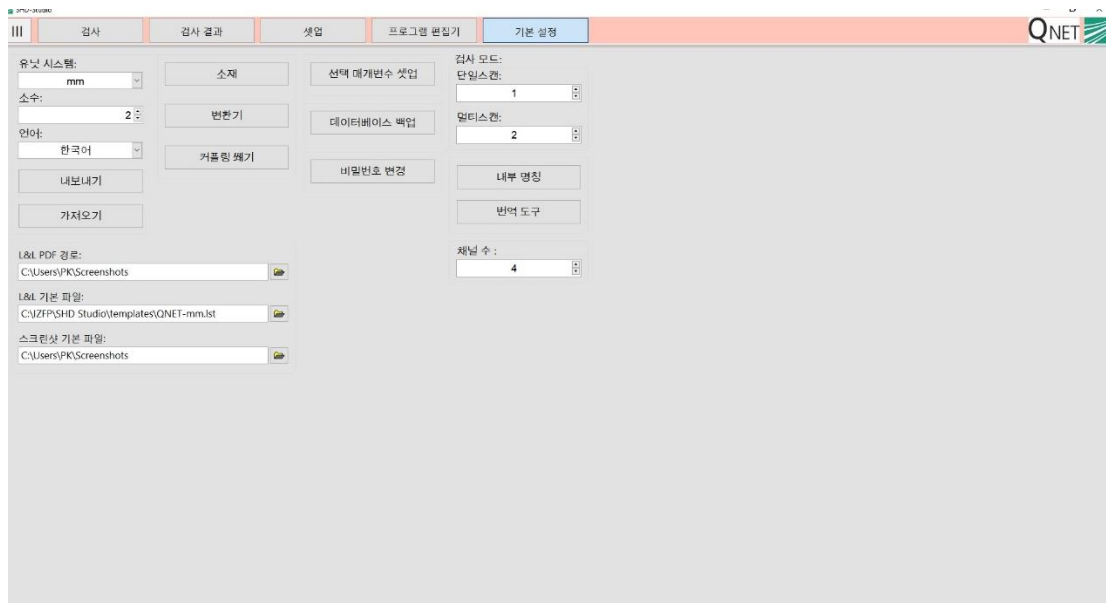 SHD-Studio
검사
검사 결과
셋업
프로그램 편집기
기본 설정
QNET
유닛 시스템:
mm
소수:
2
언어:
한국어
내보내기
가져오기
소재
변환기
커플링 쐐기
선택 매개변수 셋업
데이터베이스 백업
비밀번호 변경
검사 모드:
단일스캔:
1
멀티스캔:
2
내부 명칭
번역 도구
채널 수 :
4
L&L PDF 경로:
C:\Users\PK\Screenshots
L&L 기본 파일:
C:\IZFP\SHD Studio\templates\QNET-mm.lst
스크린샷 기본 파일:
C:\Users\PK\Screenshots